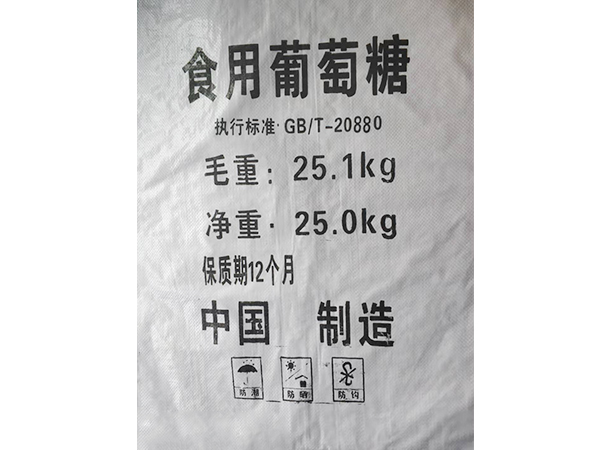 食用葡萄糖
执行标准·GB/T-20880
毛重:25.1kg
净重·25.0kg
保质期12个月
中国 制造
防潮 防晒 防钩